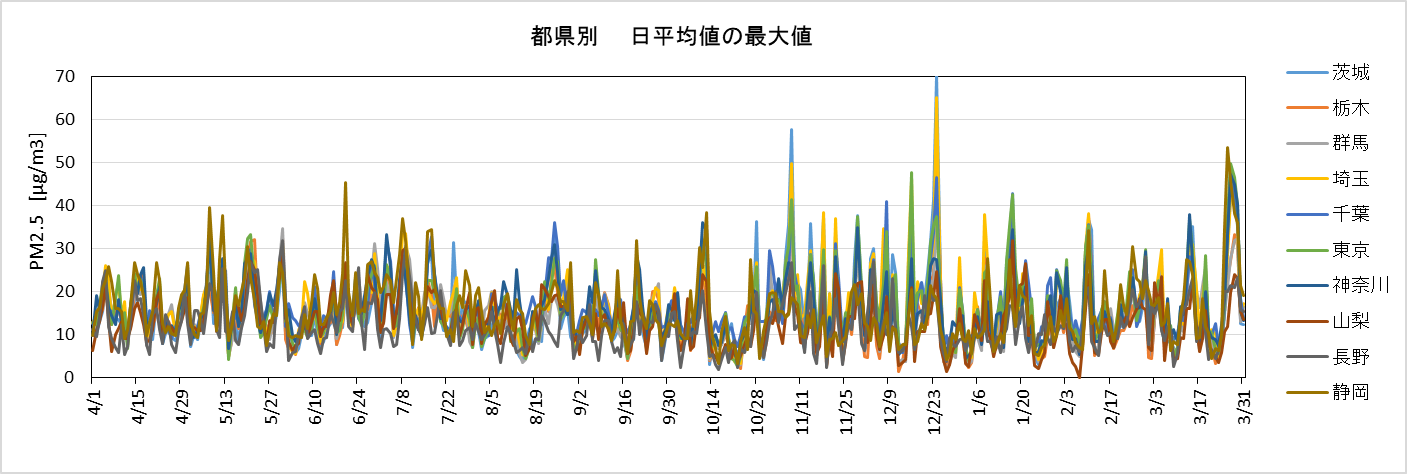 都県別 日平均値の最大値
PM2.5 [μg/m3]
70
60
50
40
30
20
10
0
4/1 4/15 4/29 5/13 5/27 6/10 6/24 7/8 7/22 8/5 8/19 9/2 9/16 9/30 10/14 10/28 11/11 11/25 12/9 12/23 1/6 1/20 2/3 2/17 3/3 3/17 3/31
茨城
栃木
群馬
埼玉
千葉
東京
神奈川
山梨
長野
静岡